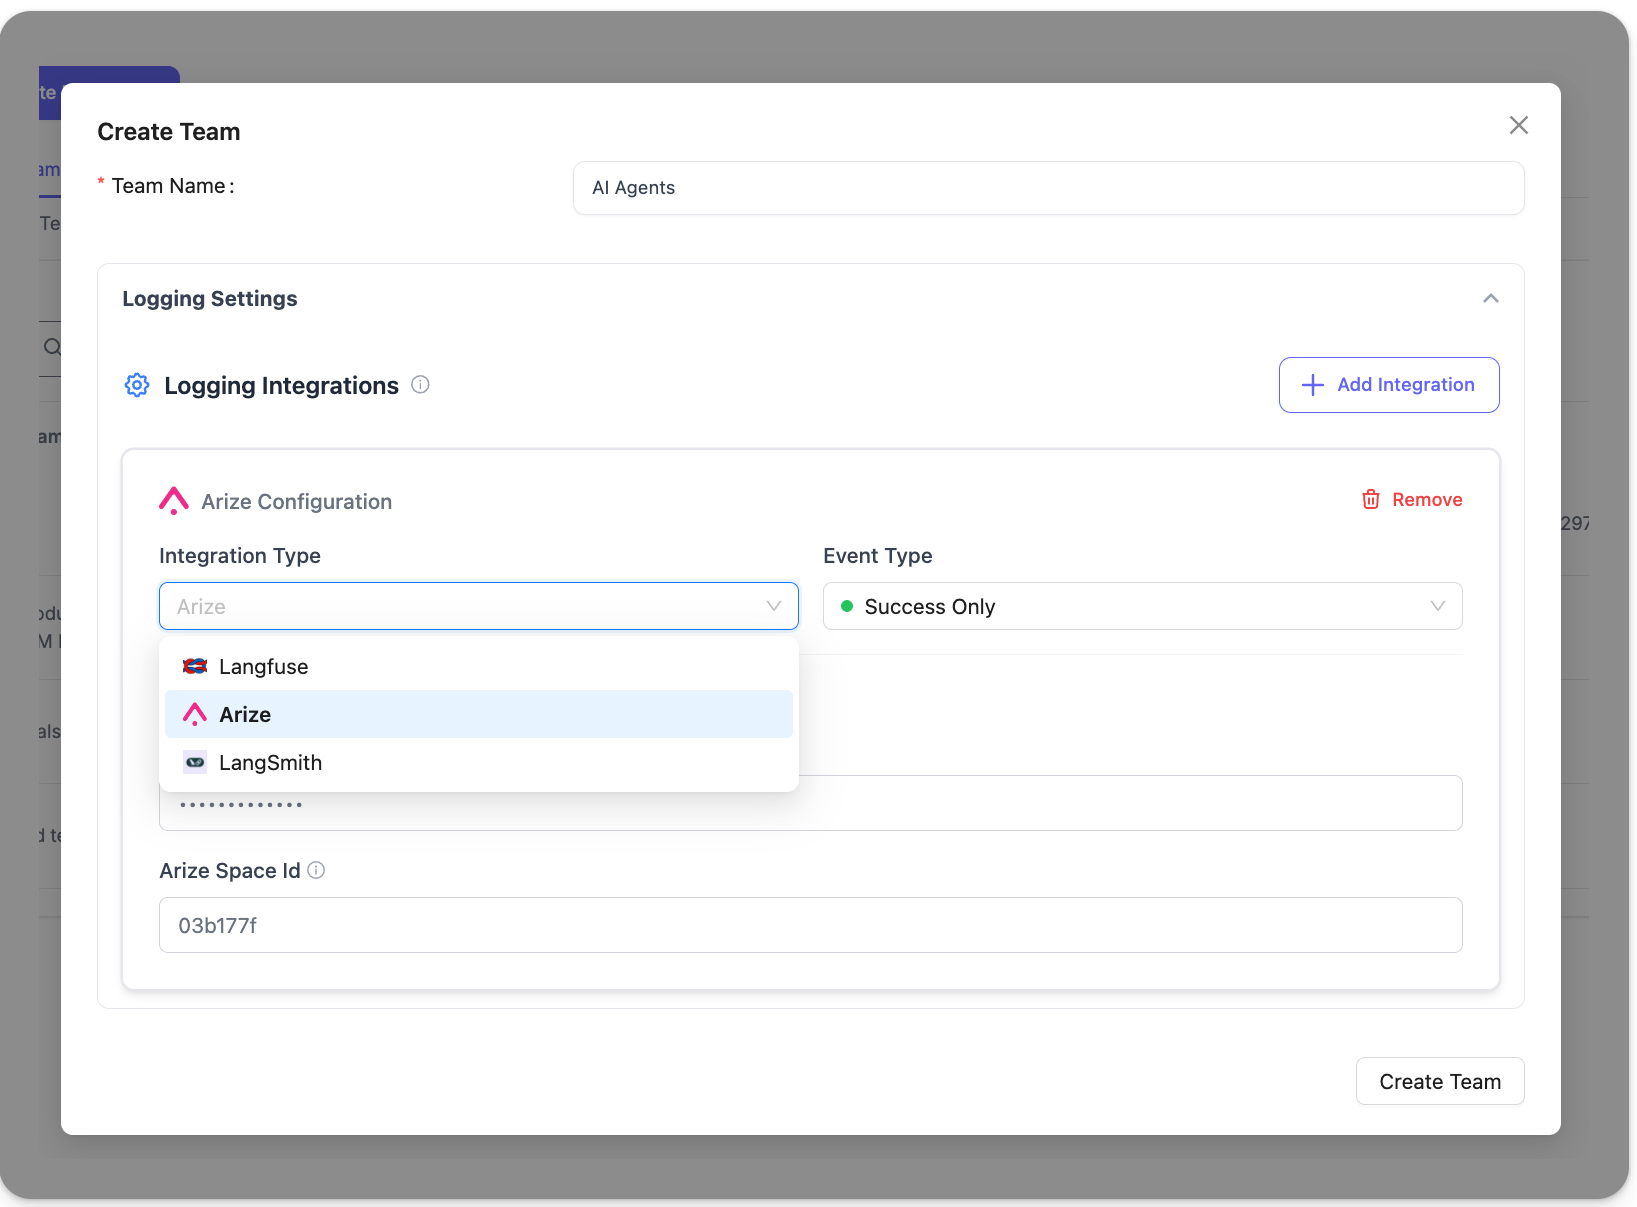 te
Create Team
am
* Team Name :
AI Agents
Te
Logging Settings
Logging Integrations
Add Integration
am
Arize Configuration
Remove
297
Integration Type
Event Type
Arize
Success Only
odu
M
Langfuse
Arize
als
LangSmith
•••••••••••••
d te
Arize Space Id
03b177f
Create Team